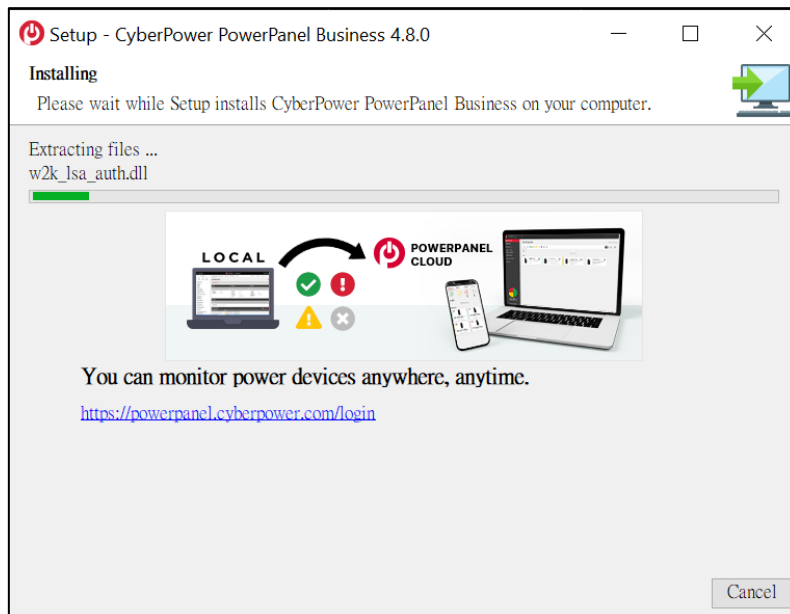 Setup - CyberPower PowerPanel Business 4.8.0
Installing
Please wait while Setup installs CyberPower PowerPanel Business on your computer.
Extracting files ...
w2k_lsa_auth.dll
LOCAL
POWERPANEL
CLOUD
You can monitor power devices anywhere, anytime.
https://powerpanel.cyberpower.com/login
Cancel